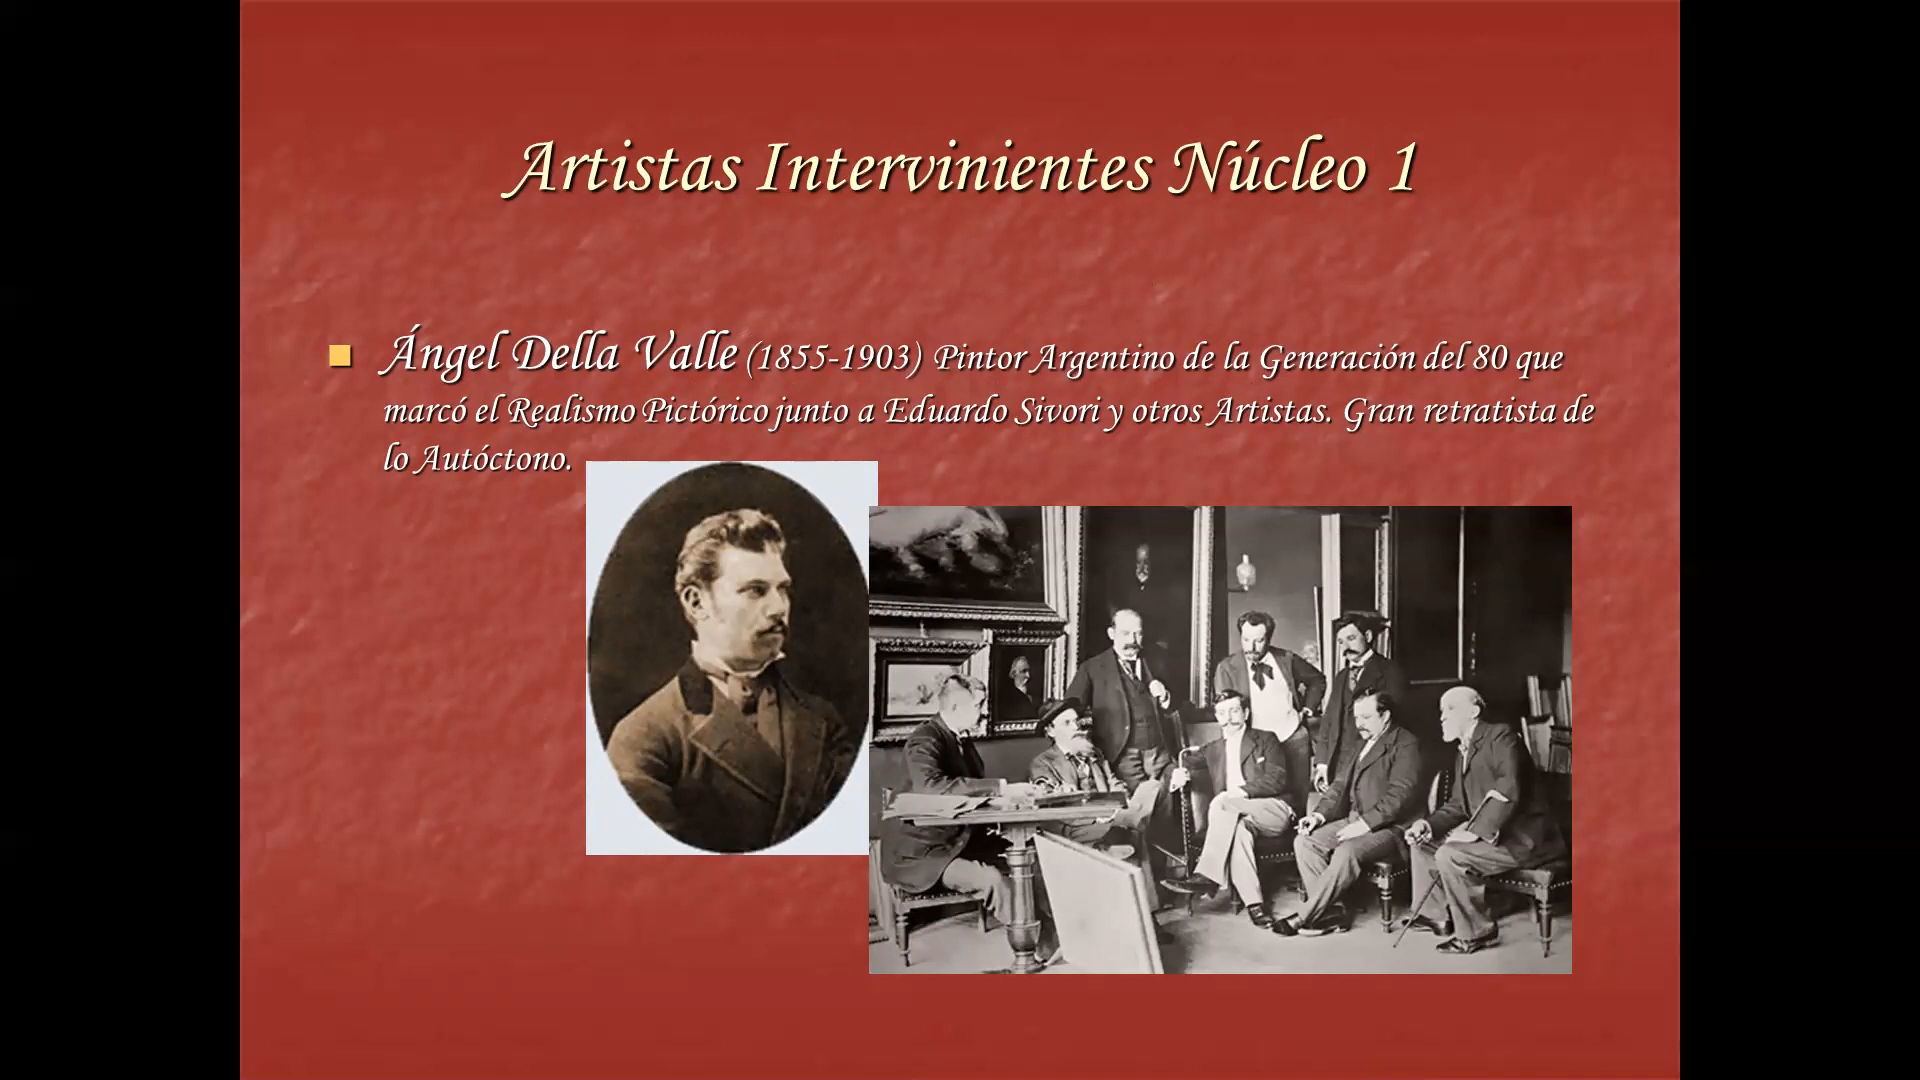 Artistas Intervinientes Núcleo 1
Ángel Della Valle (1855-1903) Pintor Argentino de la Generación del 80 que
marcó el Realismo Pictórico junto a Eduardo Sivori y otros Artistas. Gran retratista de
lo Autóctono.